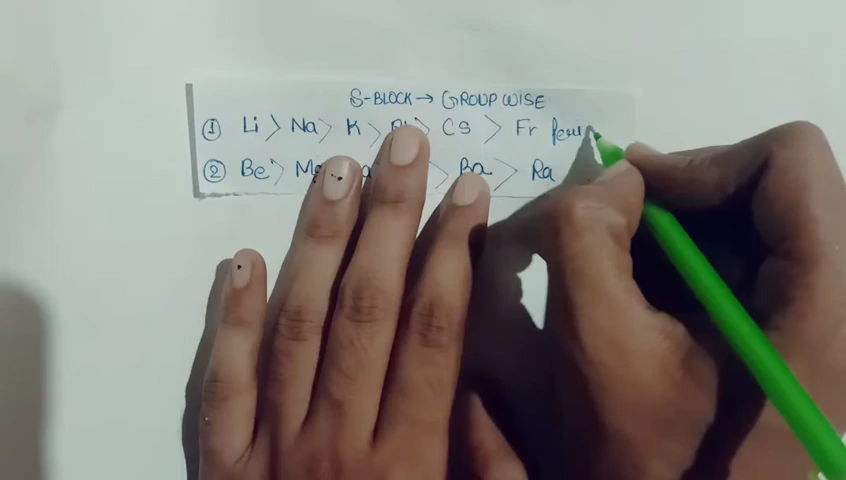 S-BLOCK → GROUP WISE
① Li > Na > K > > CS > Fr
② Be > > Ba > Ra